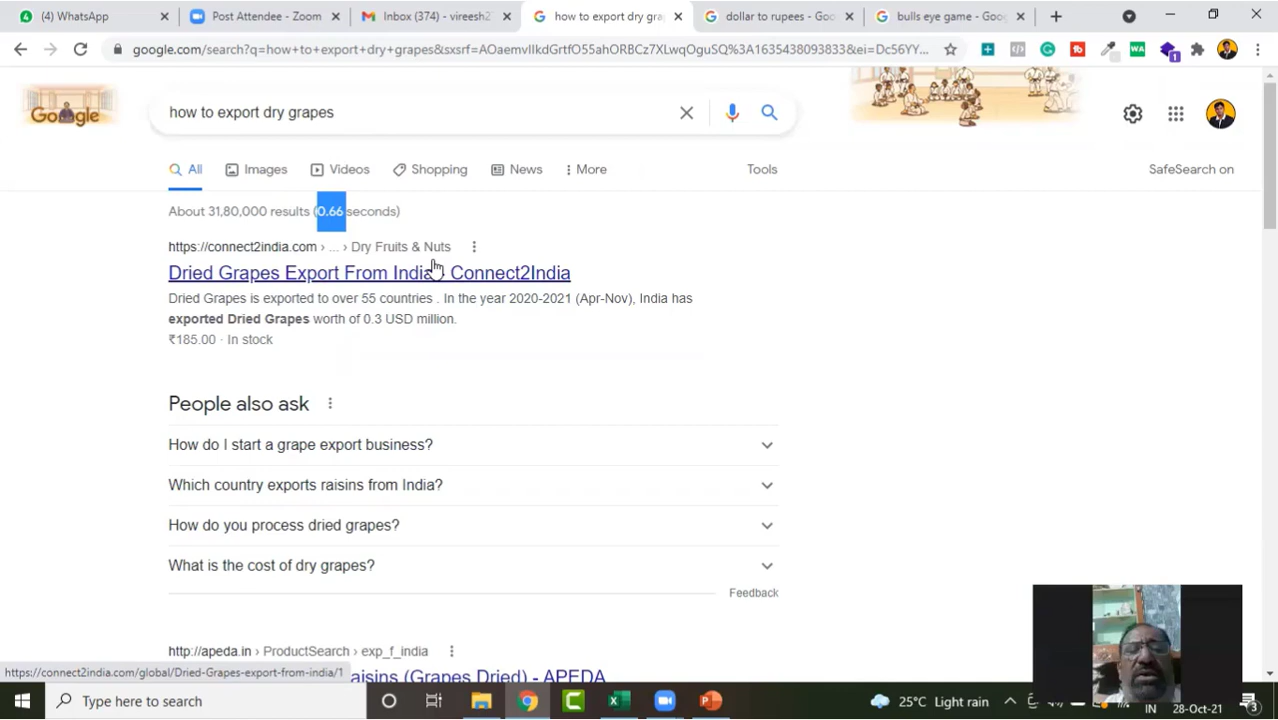 (4) WhatsApp
Post Attendee - Zoom
Inbox (374) - vireesh2
how to export dry gra
dollar to rupees - Goo
bulls eye game - Goog
google.com/search?q=how+to+export+dry+grapes&sxsrf=AOaemvIIkdGrtfO55ahORBCz7XLwqOguSQ%3A1635438093833&ei=Dc56YY...
Google
how to export dry grapes
All Images Videos Shopping News More Tools SafeSearch on
About 31,80,000 results (0.66 seconds)
https://connect2india.com › ... › Dry Fruits & Nuts
Dried Grapes Export From India Connect2India
Dried Grapes is exported to over 55 countries . In the year 2020-2021 (Apr-Nov), India has
exported Dried Grapes worth of 0.3 USD million.
₹185.00 · In stock
People also ask
How do I start a grape export business?
Which country exports raisins from India?
How do you process dried grapes?
What is the cost of dry grapes?
Feedback
http://apeda.in › ProductSearch › exp_f_india
https://connect2india.com/global/Dried-Grapes-export-from-india/1
aisins (Grapes Dried) - APEDA
Type here to search
25°C Light rain
IN
28-Oct-21
3